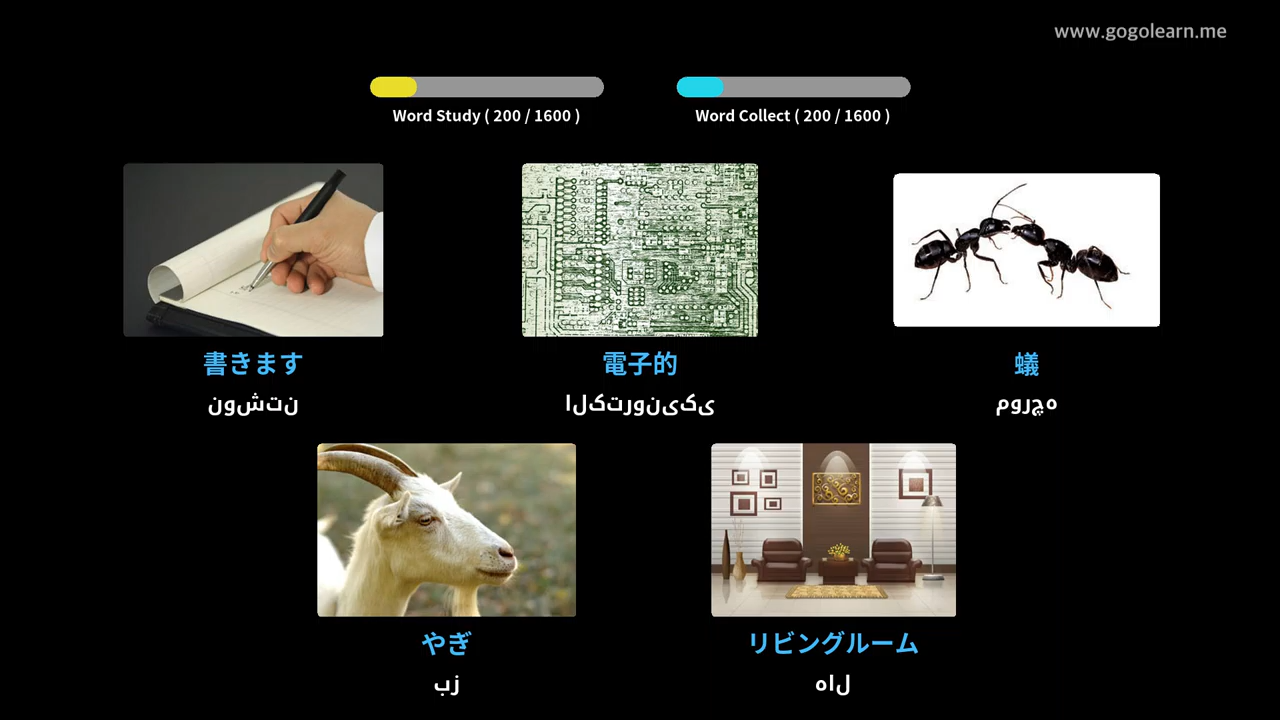 www.gogolearn.me
Word Study ( 200 / 1600 )
Word Collect ( 200 / 1600 )
書きます
نوشتن
電子的
الکترونیکی
蟻
مورچه
やぎ
بز
リビングルーム
هال